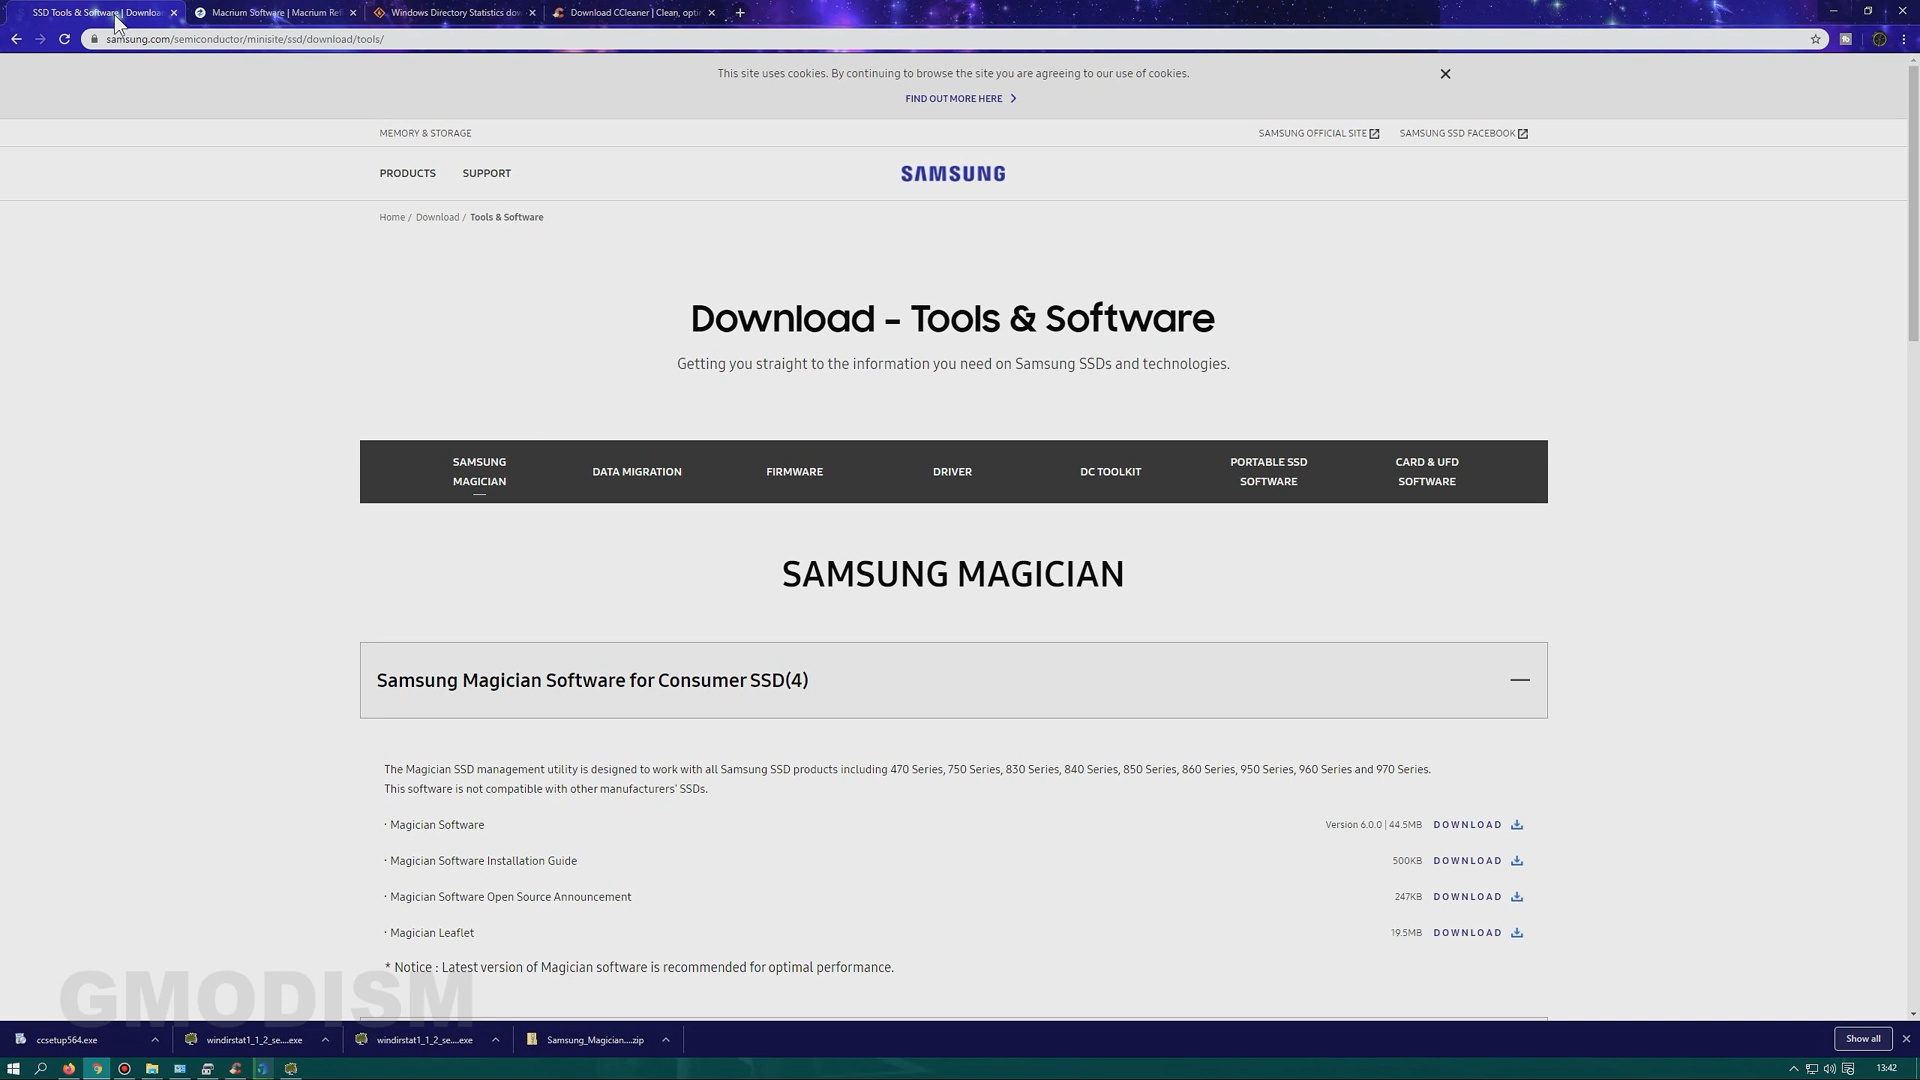 SSD Tools & Software | Downloa
Macrium Software | Macrium Re
Windows Directory Statistics do
Download CCleaner | Clean, opti
samsung.com/semiconductor/minisite/ssd/download/tools/
This site uses cookies. By continuing to browse the site you are agreeing to our use of cookies.
FIND OUT MORE HERE
MEMORY & STORAGE
SAMSUNG OFFICIAL SITE
SAMSUNG SSD FACEBOOK
PRODUCTS
SUPPORT
SAMSUNG
Home / Download / Tools & Software
Download – Tools & Software
Getting you straight to the information you need on Samsung SSDs and technologies.
SAMSUNG
MAGICIAN
DATA MIGRATION
FIRMWARE
DRIVER
DC TOOLKIT
PORTABLE SSD
SOFTWARE
CARD & UFD
SOFTWARE
SAMSUNG MAGICIAN
Samsung Magician Software for Consumer SSD(4)
The Magician SSD management utility is designed to work with all Samsung SSD products including 470 Series, 750 Series, 830 Series, 840 Series, 850 Series, 860 Series, 950 Series, 960 Series and 970 Series.
This software is not compatible with other manufacturers' SSDs.
· Magician Software
Version 6.0.0 | 44.5MB DOWNLOAD
· Magician Software Installation Guide
500KB DOWNLOAD
· Magician Software Open Source Announcement
247KB DOWNLOAD
· Magician Leaflet
19.5MB DOWNLOAD
* Notice : Latest version of Magician software is recommended for optimal performance.
GMODISM
ccsetup564.exe
windirstat1_1_2_se....exe
windirstat1_1_2_se....exe
Samsung_Magician....zip
Show all
13:42